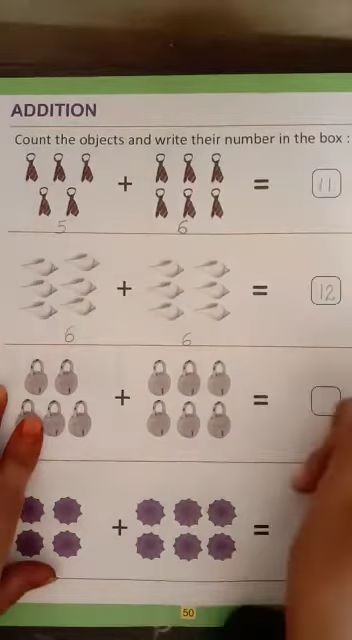 ADDITION
Count the objects and write their number in the box :
+ = 11
5 6
+ = 12
6 6
+ =
+ =
50